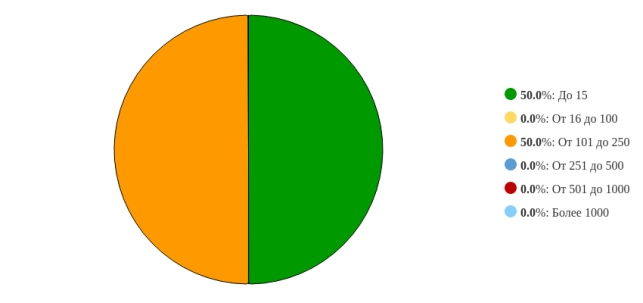 50.0%: До 15
0.0%: От 16 до 100
50.0%: От 101 до 250
0.0%: От 251 до 500
0.0%: От 501 до 1000
0.0%: Более 1000